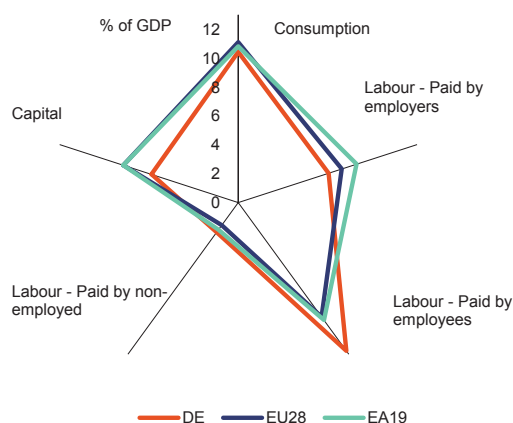 % of GDP
12
Consumption
10
8
6
4
2
0
Labour - Paid by
employers
Capital
Labour - Paid by non-
employed
Labour - Paid by
employees
DE EU28 EA19